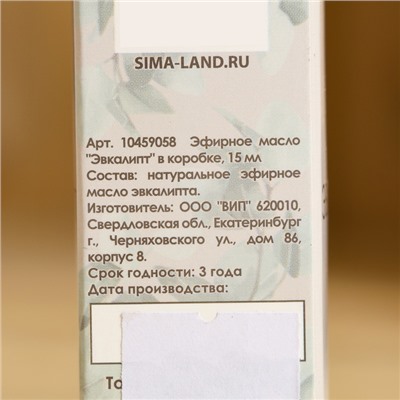 SIMA-LAND.RU
Арт. 10459058 Эфирное масло
"Эвкалипт" в коробке, 15 мл
Состав: натуральное эфирное
масло эвкалипта.
Изготовитель: ООО "ВИП" 620010,
Свердловская обл., Екатеринбург
г., Черняховского ул., дом 86,
корпус 8.
Срок годности: 3 года
Дата производства: